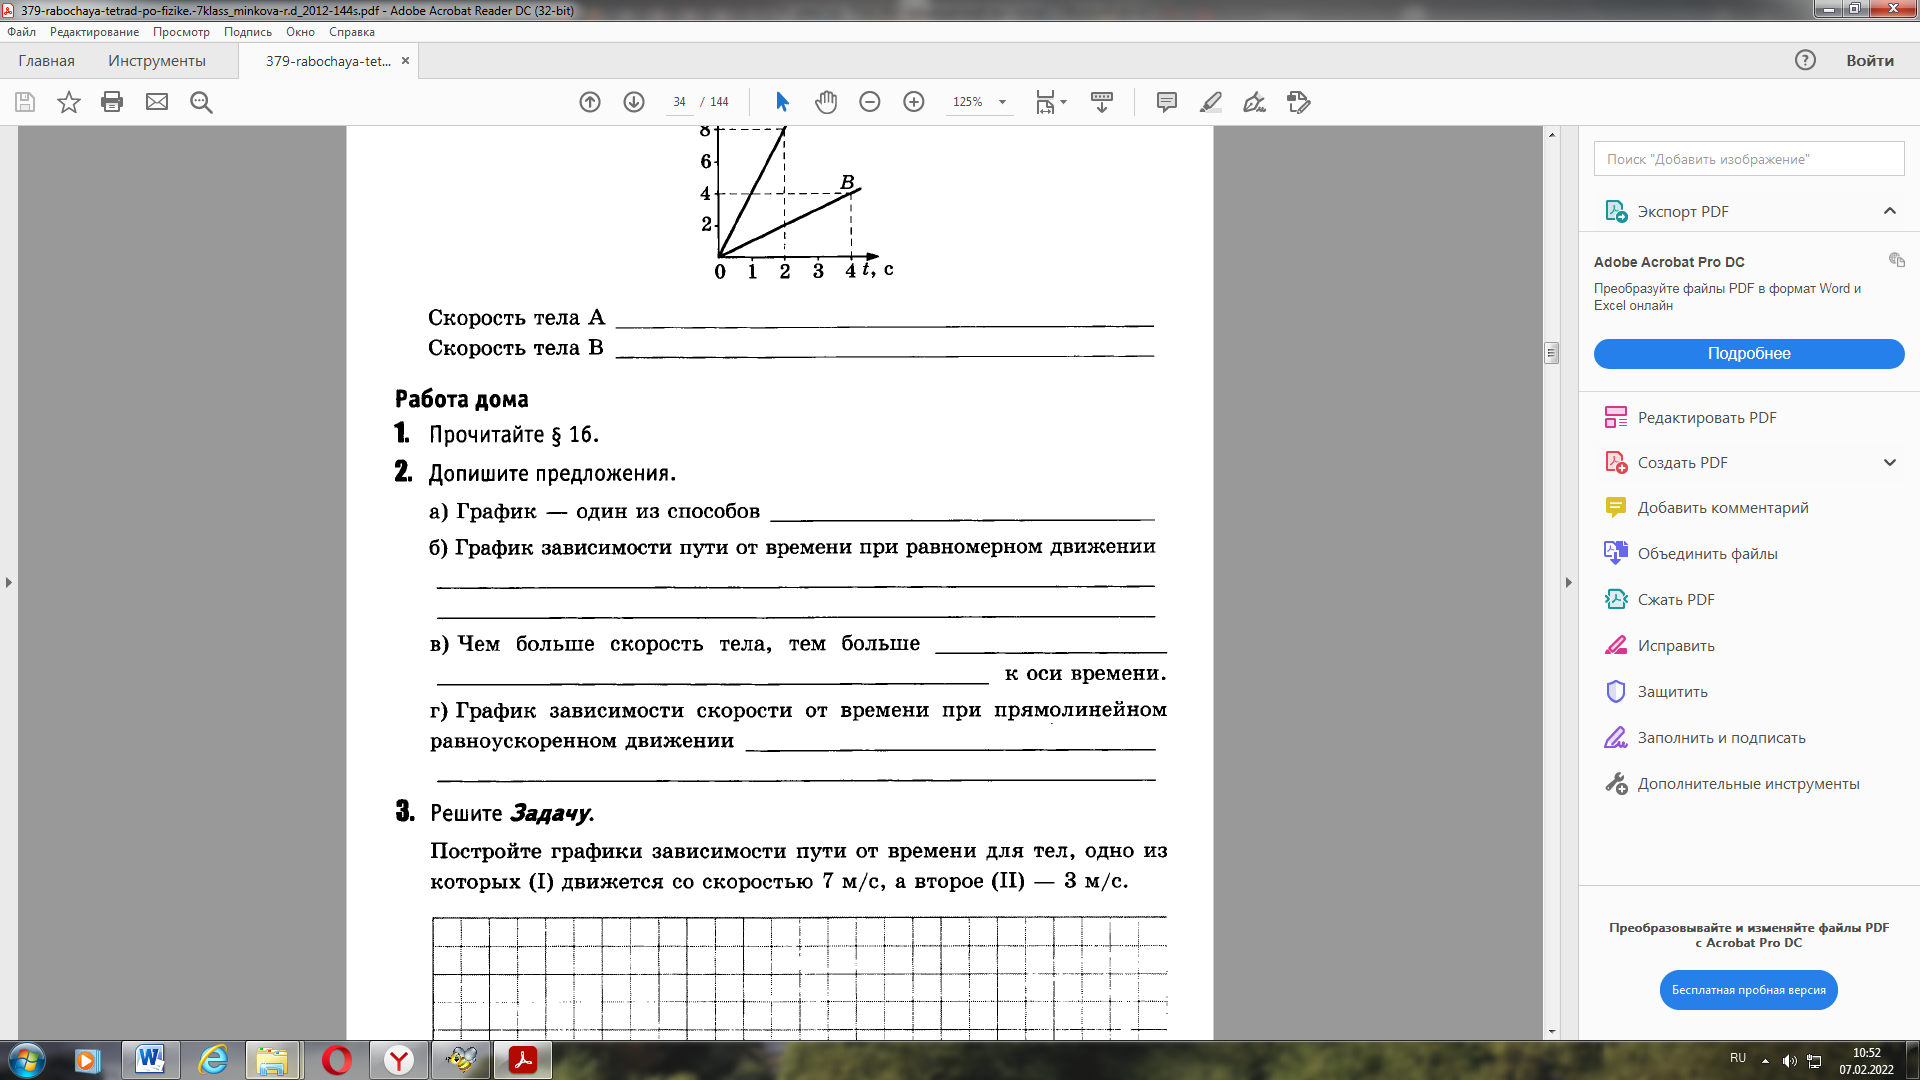 379-rabochaya-tetrad-po-fizike.-7klass_minkova-r.d_2012-144s.pdf - Adobe Acrobat Reader DC (32-bit)
Файл Редактирование Просмотр Подпись Окно Справка
Главная Инструменты 379-rabochaya-tet... × Войти
34 / 144 125%
8
6
4
2
B
0 1 2 3 4 t, с
Скорость тела А
Скорость тела В
Работа дома
1. Прочитайте § 16.
2. Допишите предложения.
а) График — один из способов
б) График зависимости пути от времени при равномерном движении
в) Чем больше скорость тела, тем больше
к оси времени.
г) График зависимости скорости от времени при прямолинейном
равноускоренном движении
3. Решите Задачу.
Постройте графики зависимости пути от времени для тел, одно из
которых (I) движется со скоростью 7 м/с, а второе (II) — 3 м/с.
Поиск "Добавить изображение"
Экспорт PDF
Adobe Acrobat Pro DC
Преобразуйте файлы PDF в формат Word и
Excel онлайн
Подробнее
Редактировать PDF
Создать PDF
Добавить комментарий
Объединить файлы
Сжать PDF
Исправить
Защитить
Заполнить и подписать
Дополнительные инструменты
Преобразовывайте и изменяйте файлы PDF
с Acrobat Pro DC
Бесплатная пробная версия
RU
10:52
07.02.2022